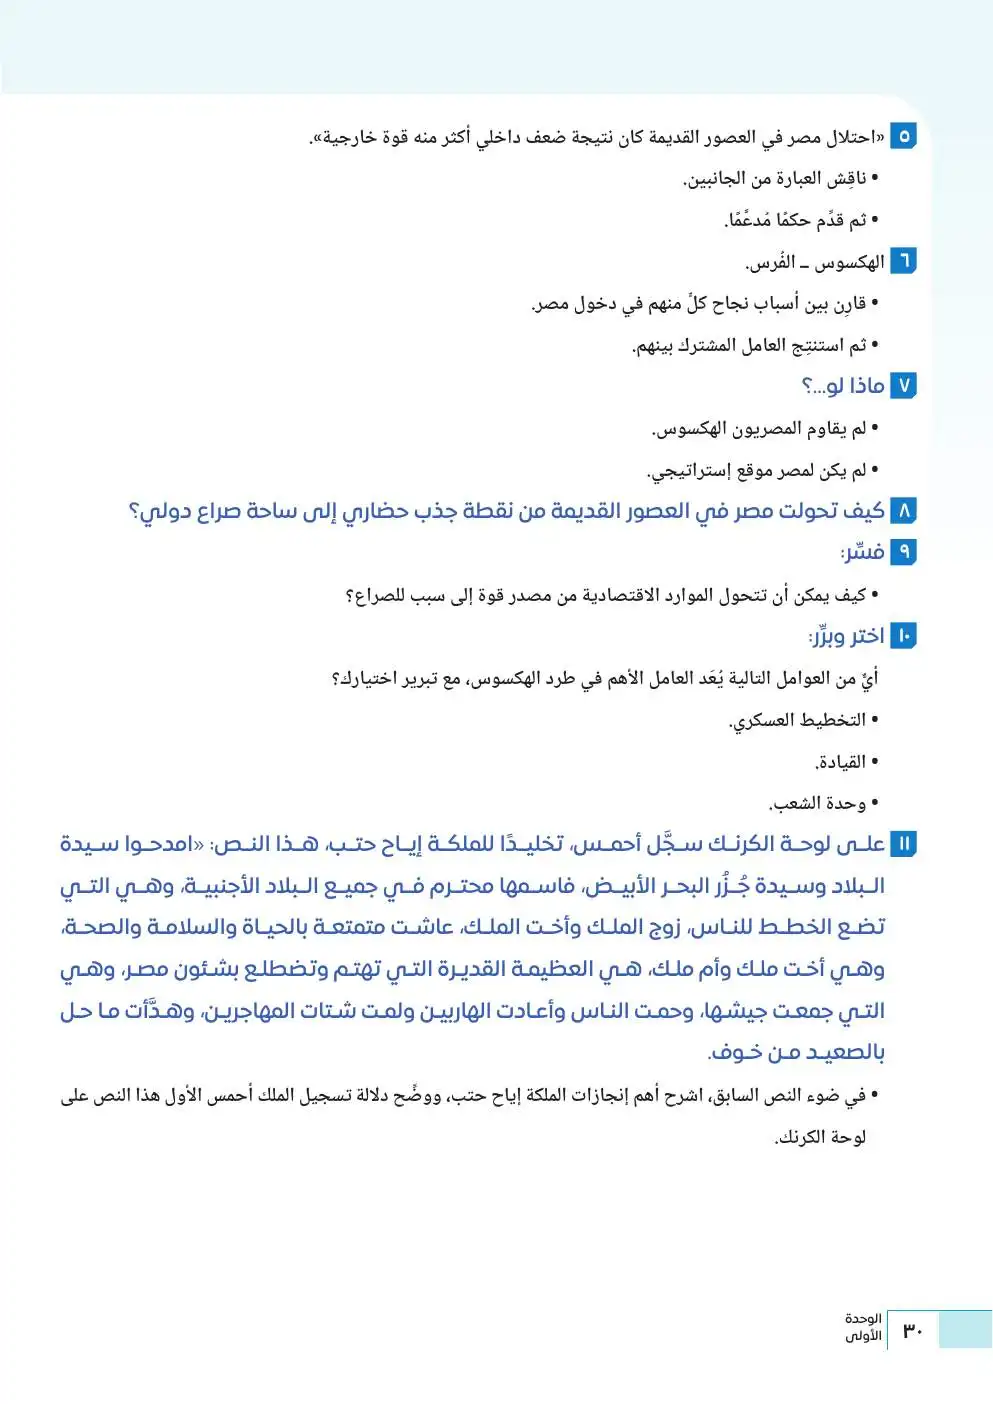 ٥ «احتلال مصر في العصور القديمة كان نتيجة ضعف داخلي أكثر منه قوة خارجية».
• ناقِش العبارة من الجانبين.
• ثم قدِّم حكمًا مُدعَّمًا.
٦ الهكسوس – الفُرس.
• قارِن بين أسباب نجاح كلِّ منهم في دخول مصر.
• ثم استنتِج العامل المشترك بينهم.
٧ ماذا لو...؟
• لم يقاوم المصريون الهكسوس.
• لم يكن لمصر موقع إستراتيجي.
٨ كيف تحولت مصر في العصور القديمة من نقطة جذب حضاري إلى ساحة صراع دولي؟
٩ فسِّر:
• كيف يمكن أن تتحول الموارد الاقتصادية من مصدر قوة إلى سبب للصراع؟
١٠ اختر وبرِّر:
أيٌّ من العوامل التالية يُعَد العامل الأهم في طرد الهكسوس، مع تبرير اختيارك؟
• التخطيط العسكري.
• القيادة.
• وحدة الشعب.
١١ على لوحة الكرنك سجَّل أحمس، تخليدًا للملكة إياح حتب، هذا النص: «امدحوا سيدة
البلاد وسيدة جُزُر البحر الأبيض، فاسمها محترم في جميع البلاد الأجنبية، وهي التي
تضع الخطط للناس، زوج الملك وأخت الملك، عاشت متمتعة بالحياة والسلامة والصحة،
وهي أخت ملك وأم ملك، هي العظيمة القديرة التي تهتم وتضطلع بشئون مصر، وهي
التي جمعت جيشها، وحمت الناس وأعادت الهاربين ولمت شتات المهاجرين، وهدَّأت ما حل
بالصعيد من خوف.
• في ضوء النص السابق، اشرح أهم إنجازات الملكة إياح حتب، ووضِّح دلالة تسجيل الملك أحمس الأول هذا النص على
لوحة الكرنك.
٣٠ الوحدة
الأولى